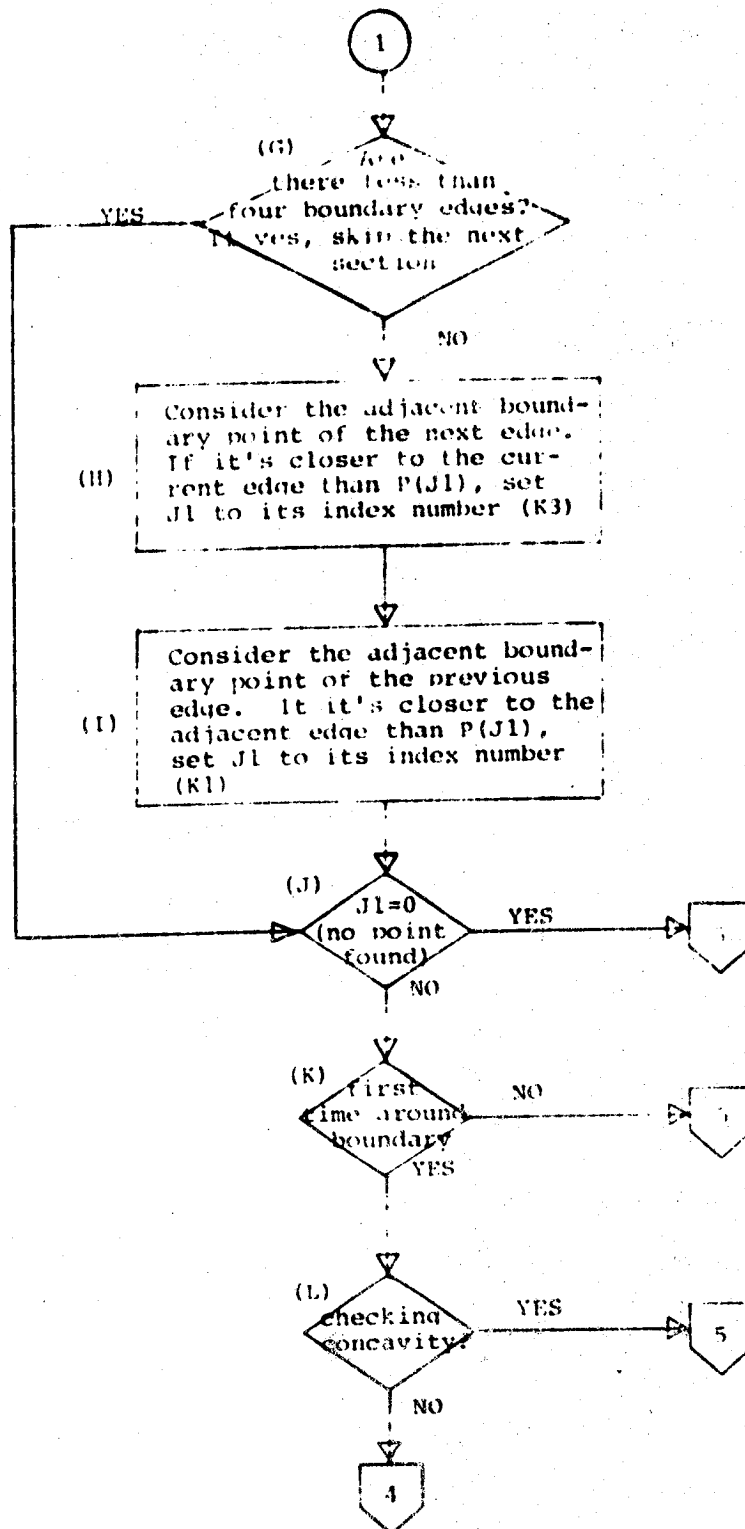 1
(G)
Are
there less than
four boundary edges?
If yes, skip the next
section
YES
NO
(H)
Consider the adjacent bound-
ary point of the next edge.
If it's closer to the cur-
rent edge than P(J1), set
J1 to its index number (K3)
(I)
Consider the adjacent bound-
ary point of the previous
edge. If it's closer to the
adjacent edge than P(J1),
set J1 to its index number
(K1)
(J)
J1=0
(no point
found)
YES
NO
(K)
first
time around
boundary
NO
YES
(L)
checking
concavity?
YES
5
NO
4